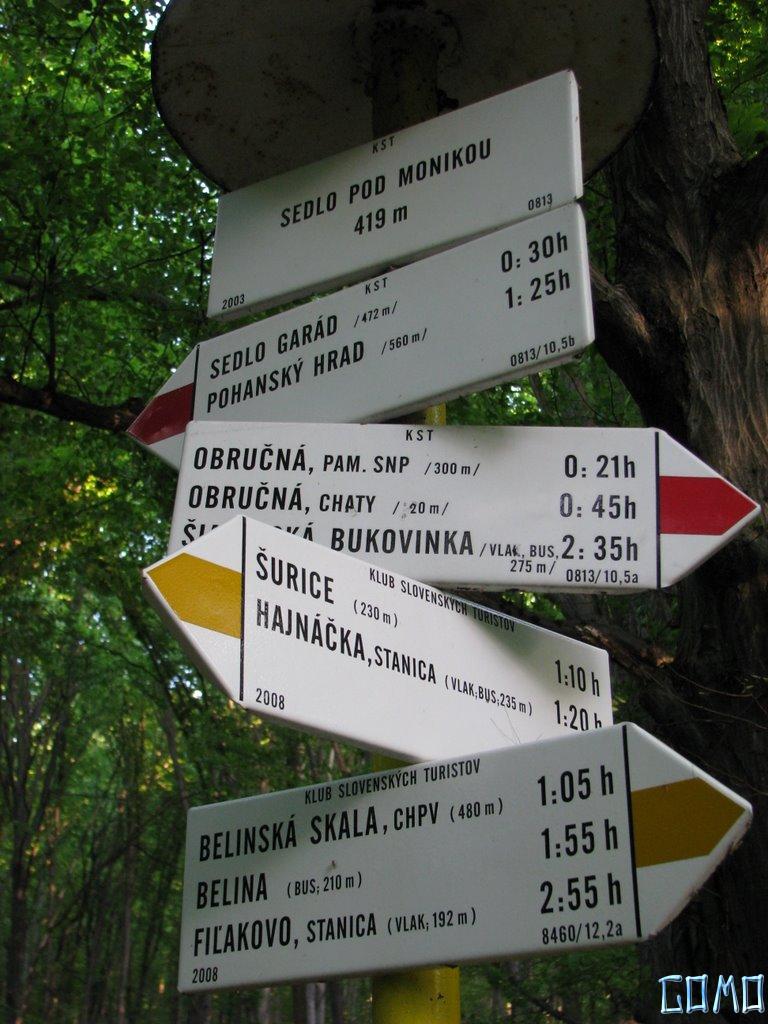 KST
SEDLO POD MONIKOU
419 m
2003 0813
KST
SEDLO GARÁD /472 m/ 0:30h
POHANSKÝ HRAD /560 m/ 1:25h
0813/10,5b
KST
OBRUČNÁ, PAM. SNP /300 m/ 0:21h
OBRUČNÁ, CHATY 0:45h
BUKOVINKA /VLAK, BUS, 2:35h
275 m/ 0813/10,5a
KLUB SLOVENSKÝCH TURISTOV
ŠURICE (230 m) 1:10 h
HAJNÁČKA, STANICA (VLAK;BUS;235 m) 1:20 h
2008
KLUB SLOVENSKÝCH TURISTOV
BELINSKÁ SKALA, CHPV (480 m) 1:05 h
BELINA (BUS; 210 m) 1:55 h
FIĽAKOVO, STANICA (VLAK; 192 m) 2:55 h
2008 8460/12,2a
GOMO